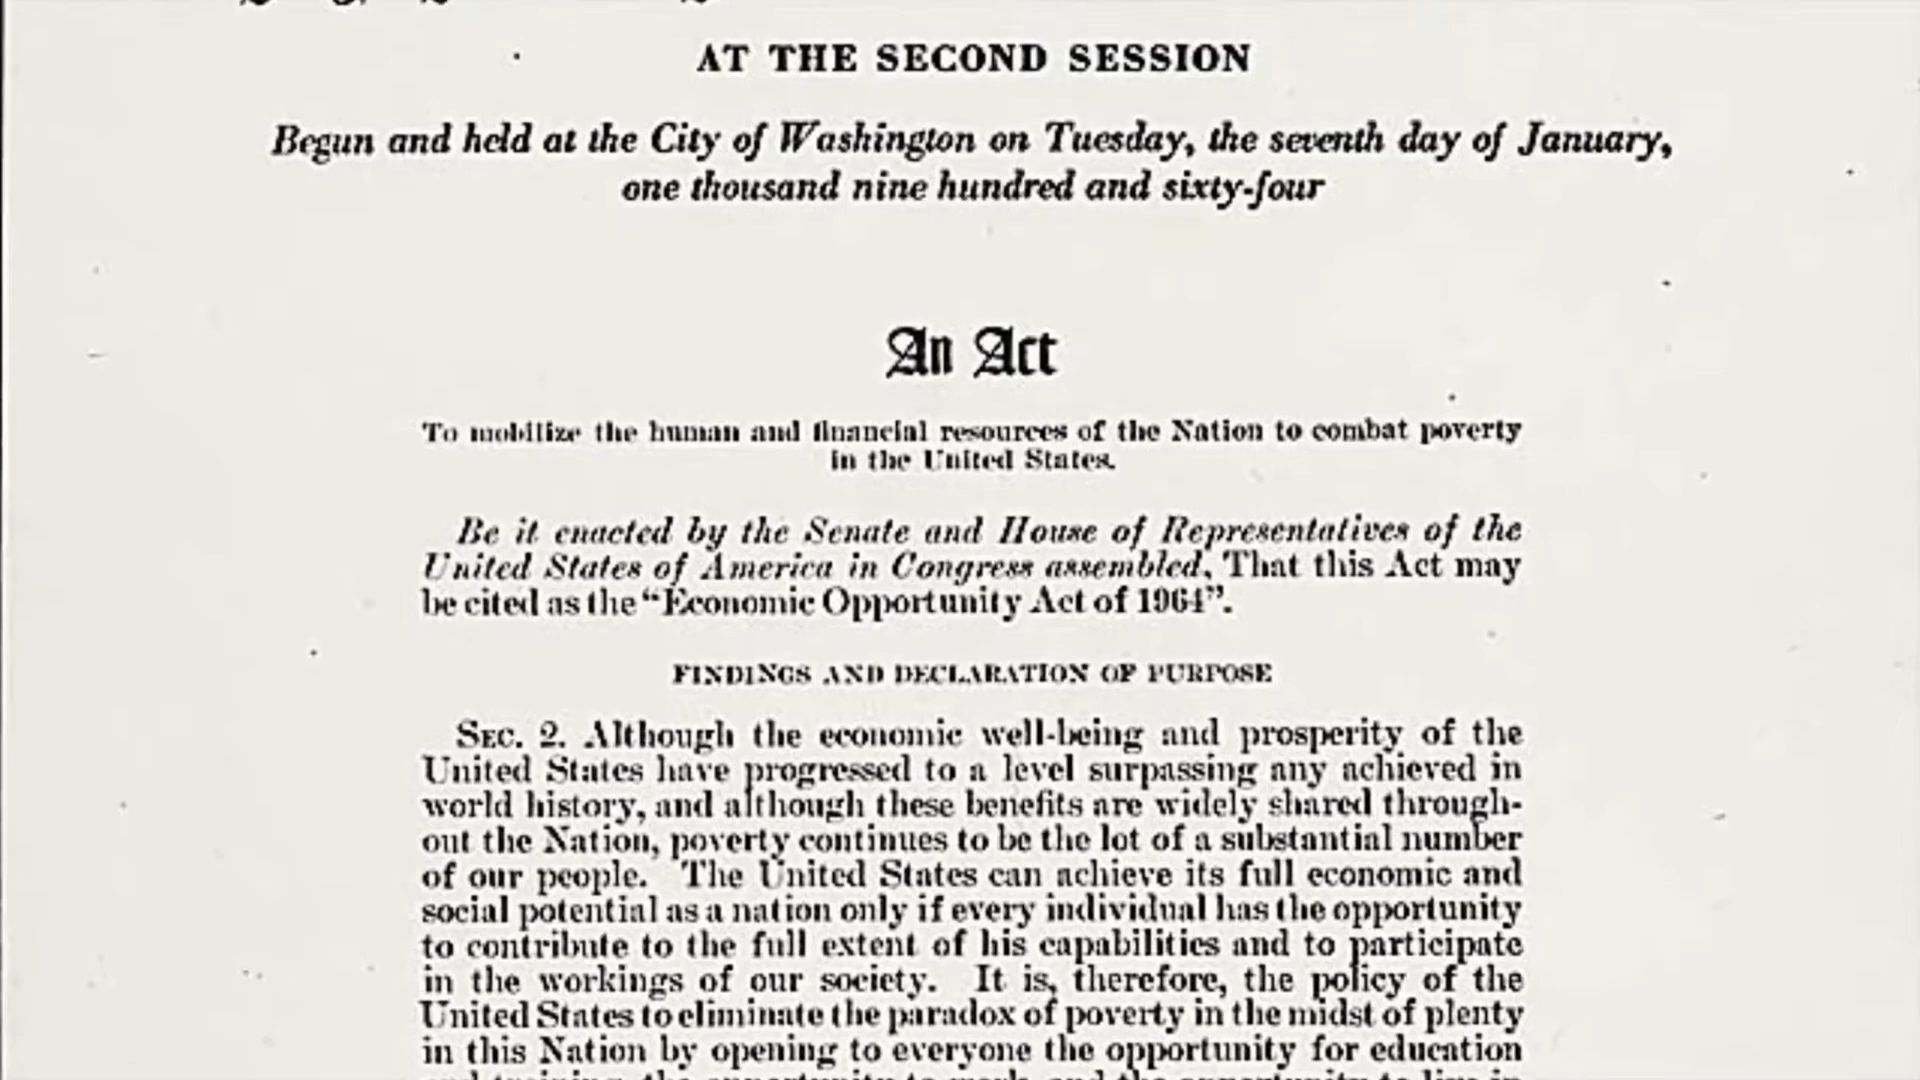 AT THE SECOND SESSION
Begun and held at the City of Washington on Tuesday, the seventh day of January,
one thousand nine hundred and sixty-four
An Act
To mobilize the human and financial resources of the Nation to combat poverty
in the United States.
Be it enacted by the Senate and House of Representatives of the
United States of America in Congress assembled, That this Act may
be cited as the "Economic Opportunity Act of 1964".
FINDINGS AND DECLARATION OF PURPOSE
SEC. 2. Although the economic well-being and prosperity of the
United States have progressed to a level surpassing any achieved in
world history, and although these benefits are widely shared through-
out the Nation, poverty continues to be the lot of a substantial number
of our people. The United States can achieve its full economic and
social potential as a nation only if every individual has the opportunity
to contribute to the full extent of his capabilities and to participate
in the workings of our society. It is, therefore, the policy of the
United States to eliminate the paradox of poverty in the midst of plenty
in this Nation by opening to everyone the opportunity for education